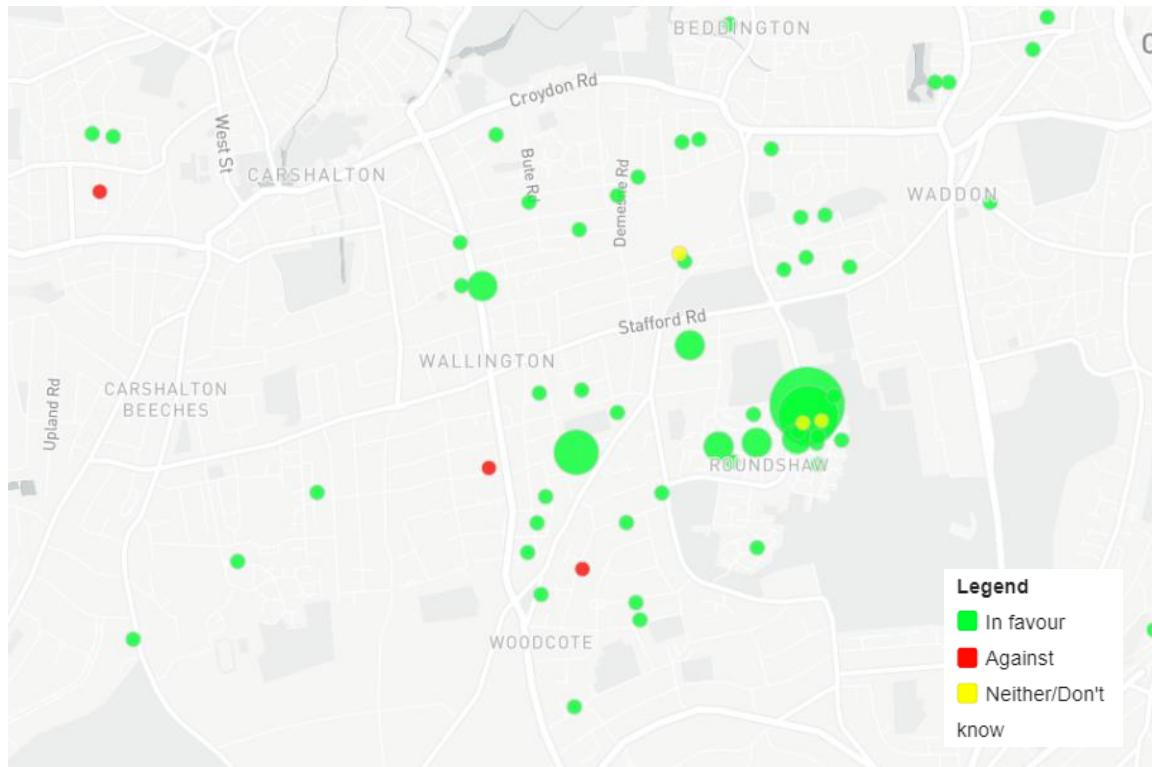 BEDDINGTON
C
Croydon Rd
West St
CARSHALTON
Bute Rd
Demesne Rd
WADDON
Stafford Rd
WALLINGTON
CARSHALTON
BEECHES
Upland Rd
ROUNDSHAW
WOODCOTE
Legend
In favour
Against
Neither/Don't
know